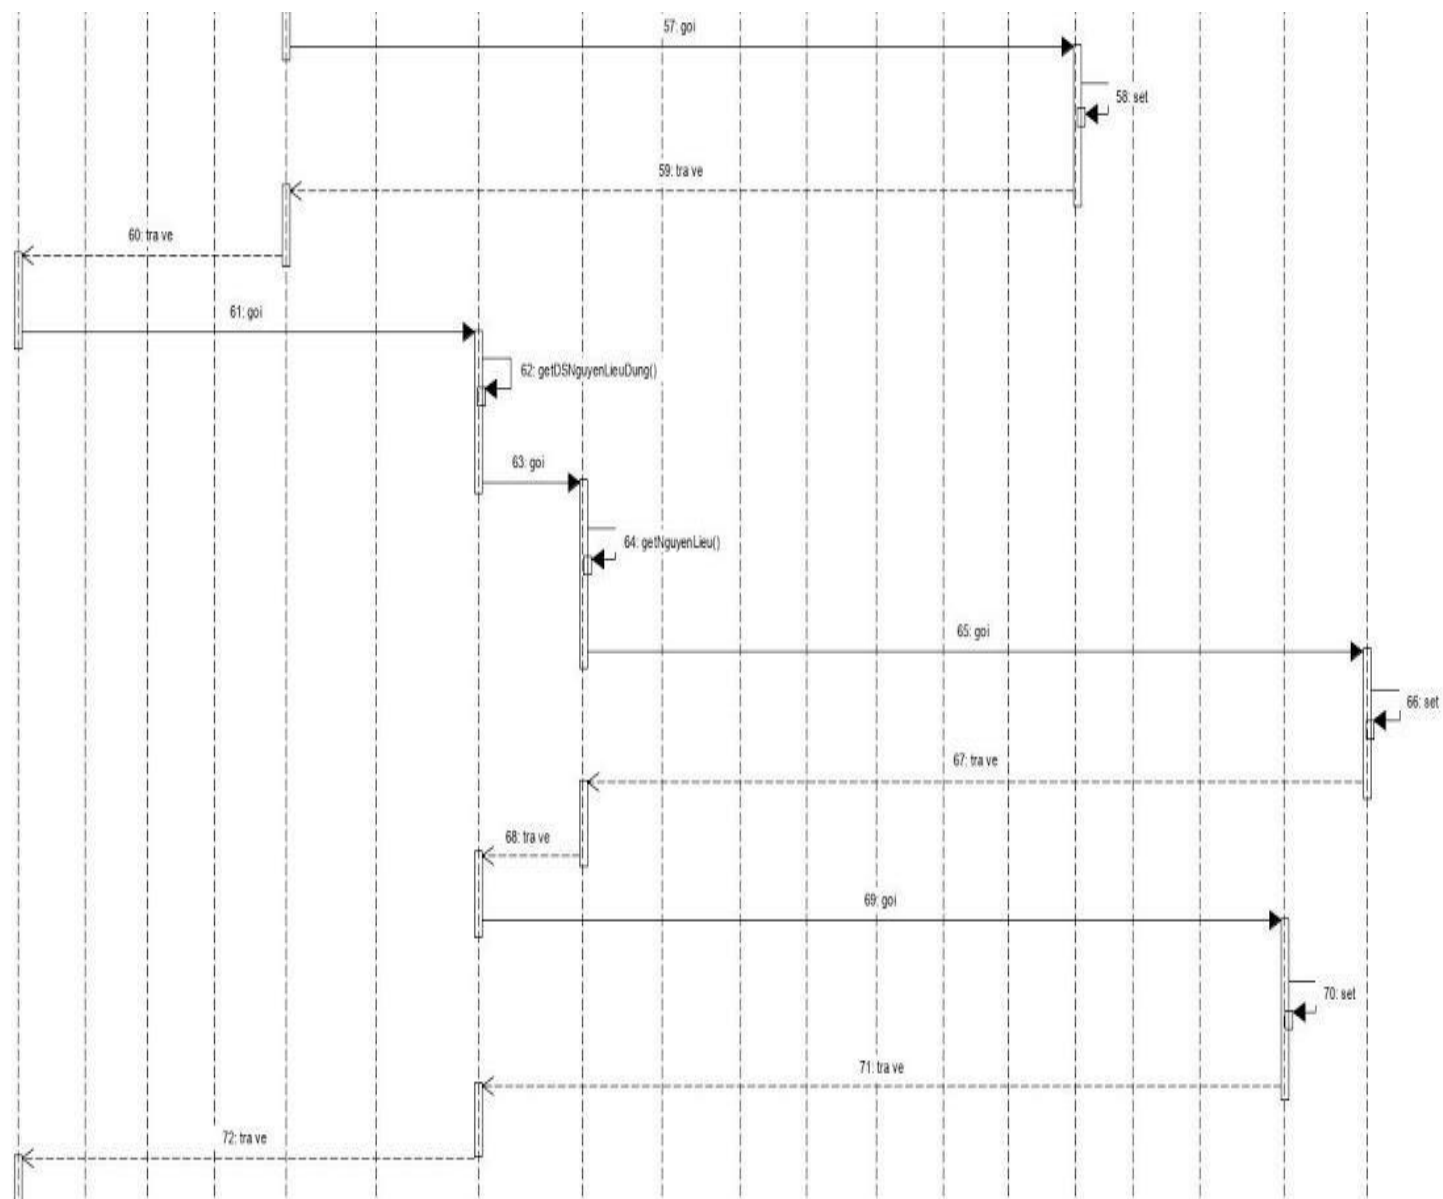 57: goi
58: set
59: tra ve
60: tra ve
61: goi
62: getDSNguyenLieuDung()
63: goi
64: getNguyenLieu()
65: goi
66: set
67: tra ve
68: tra ve
69: goi
70: set
71: tra ve
72: tra ve